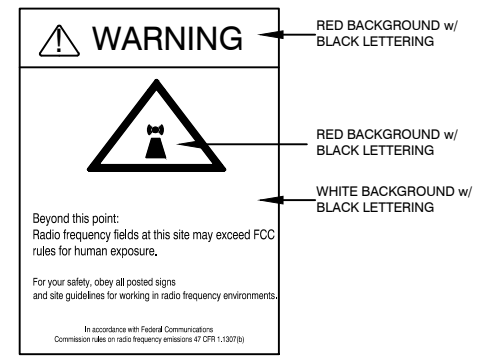 WARNING
RED BACKGROUND w/
BLACK LETTERING
RED BACKGROUND w/
BLACK LETTERING
WHITE BACKGROUND w/
BLACK LETTERING
Beyond this point:
Radio frequency fields at this site may exceed FCC
rules for human exposure.
For your safety, obey all posted signs
and site guidelines for working in radio frequency environments.
In accordance with Federal Communications
Commission rules on radio frequency emissions 47 CFR 1.1307(b)